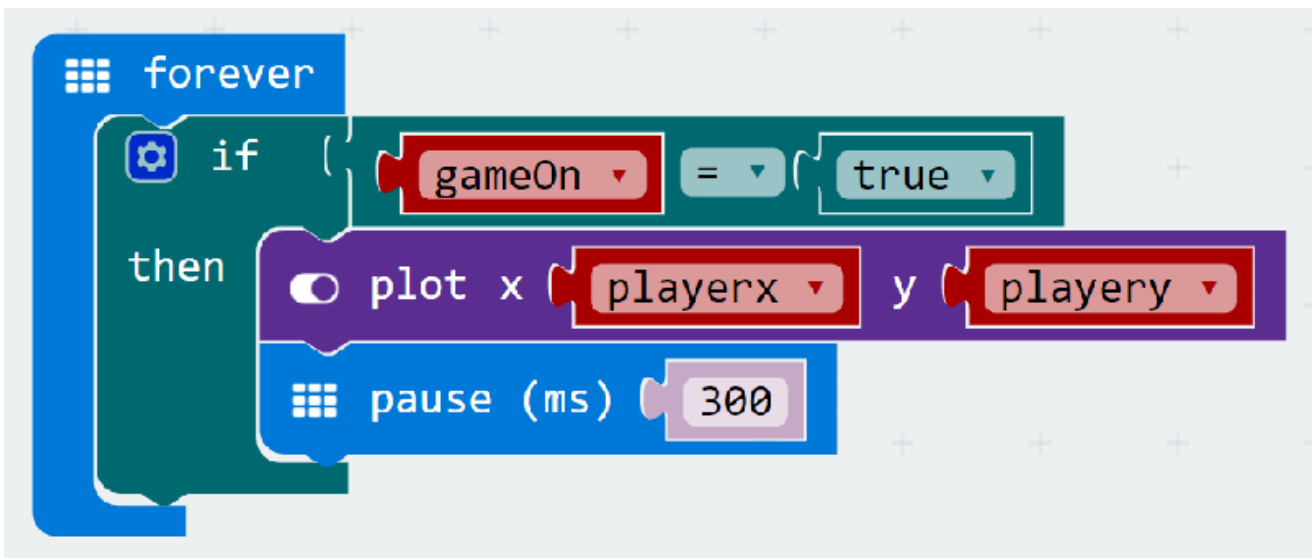 forever
if gameOn = true
then plot x playerx y playery
pause (ms) 300